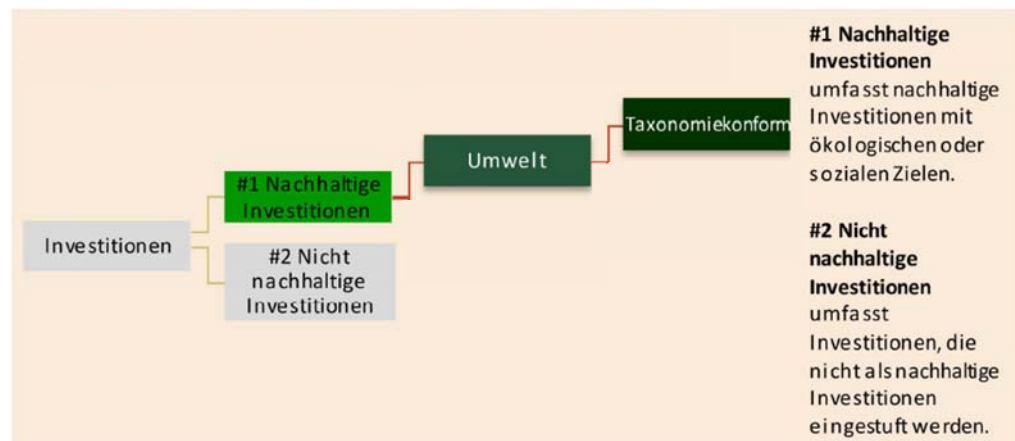 Investitionen
#1 Nachhaltige
Investitionen
#2 Nicht
nachhaltige
Investitionen
Umwelt
Taxonomiekonform
#1 Nachhaltige
Investitionen
umfasst nachhaltige
Investitionen mit
ökologischen oder
sozialen Zielen.
#2 Nicht
nachhaltige
Investitionen
umfasst
Investitionen, die
nicht als nachhaltige
Investitionen
eingestuft werden.